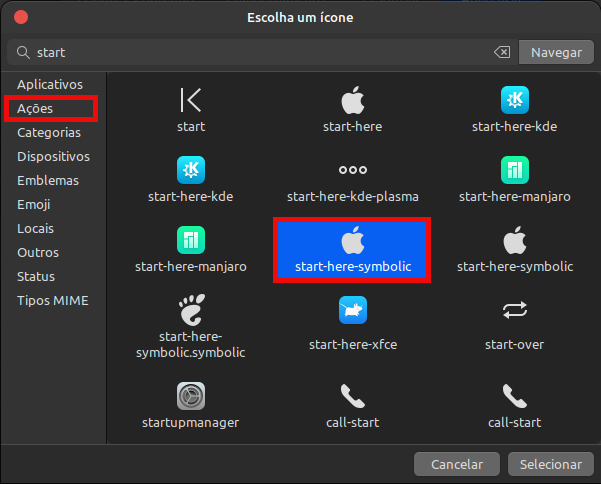 Escolha um ícone
start
Navegar
Aplicativos
Ações
Categorias
Dispositivos
Emblemas
Emoji
Locais
Outros
Status
Tipos MIME
start
start-here
start-here-kde
start-here-kde
start-here-kde-plasma
start-here-manjaro
start-here-manjaro
start-here-symbolic
start-here-symbolic
start-here-
symbolic.symbolic
start-here-xfce
start-over
startupmanager
call-start
call-start
Cancelar
Selecionar